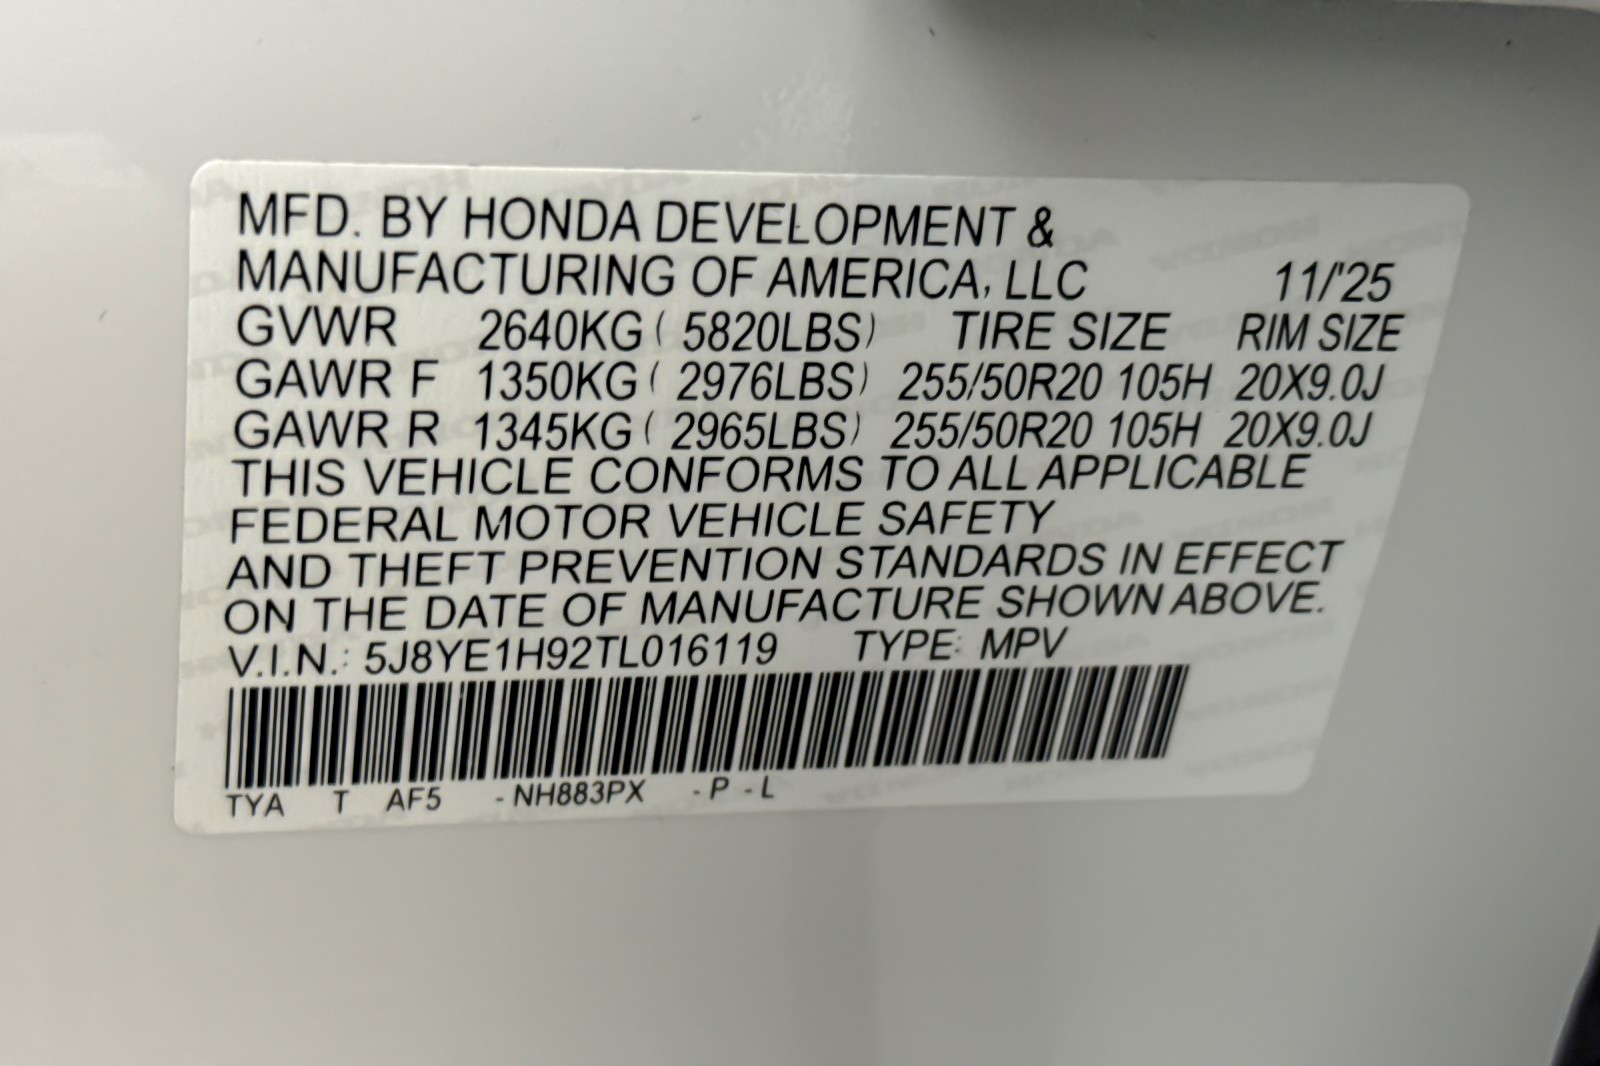 MFD. BY HONDA DEVELOPMENT &
MANUFACTURING OF AMERICA, LLC 11/'25
GVWR 2640KG ( 5820LBS) TIRE SIZE RIM SIZE
GAWR F 1350KG ( 2976LBS) 255/50R20 105H 20X9.0J
GAWR R 1345KG ( 2965LBS) 255/50R20 105H 20X9.0J
THIS VEHICLE CONFORMS TO ALL APPLICABLE
FEDERAL MOTOR VEHICLE SAFETY
AND THEFT PREVENTION STANDARDS IN EFFECT
ON THE DATE OF MANUFACTURE SHOWN ABOVE.
V.I.N.: 5J8YE1H92TL016119 TYPE: MPV
TYA T AF5 - NH883PX - P - L